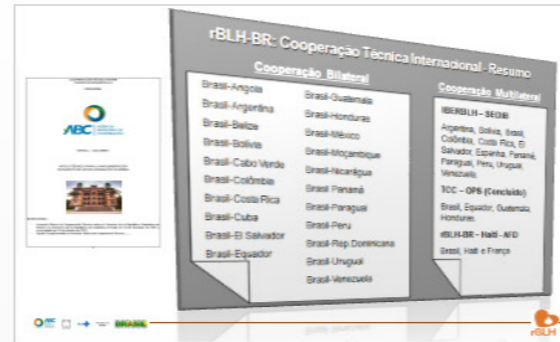 rBLH-BR: Cooperação Técnica Internacional - Resumo
Cooperação Bilateral
Brasil-Angola
Brasil-Argentina
Brasil-Belize
Brasil-Bolívia
Brasil-Cabo Verde
Brasil-Colômbia
Brasil-Costa Rica
Brasil-Cuba
Brasil-El Salvador
Brasil-Equador
Brasil-Guatemala
Brasil-Honduras
Brasil-México
Brasil-Moçambique
Brasil-Nicarágua
Brasil Panamá
Brasil-Paraguai
Brasil-Peru
Brasil-Rep.Dominicana
Brasil-Uruguai
Brasil-Venezuela
Cooperação Multilateral
IBERBLH – SEGIB
Argentina, Bolívia, Brasil,
Colômbia, Costa Rica, El
Salvador, Espanha, Panamá,
Paraguai, Peru, Uruguai,
Venezuela.
TCC – OPS (Concluído)
Brasil, Equador, Guatemala,
Honduras.
rBLH-BR – Haiti - AFD
Brasil, Haiti e França
ABC
BRASIL
rBLH